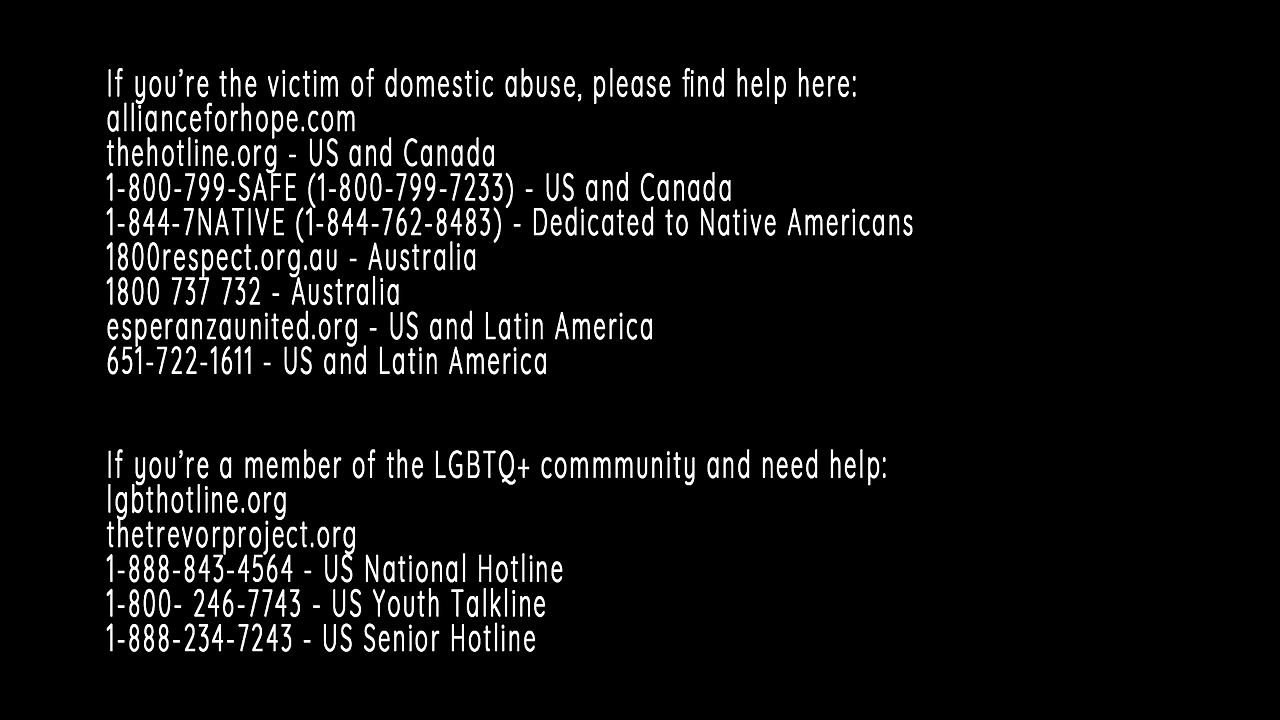 If you're the victim of domestic abuse, please find help here:
allianceforhope.com
thehotline.org - US and Canada
1-800-799-SAFE (1-800-799-7233) - US and Canada
1-844-7NATIVE (1-844-762-8483) - Dedicated to Native Americans
1800respect.org.au - Australia
1800 737 732 - Australia
esperanzaunited.org - US and Latin America
651-722-1611 - US and Latin America
If you're a member of the LGBTQ+ commmunity and need help:
lgbthotline.org
thetrevorproject.org
1-888-843-4564 - US National Hotline
1-800- 246-7743 - US Youth Talkline
1-888-234-7243 - US Senior Hotline